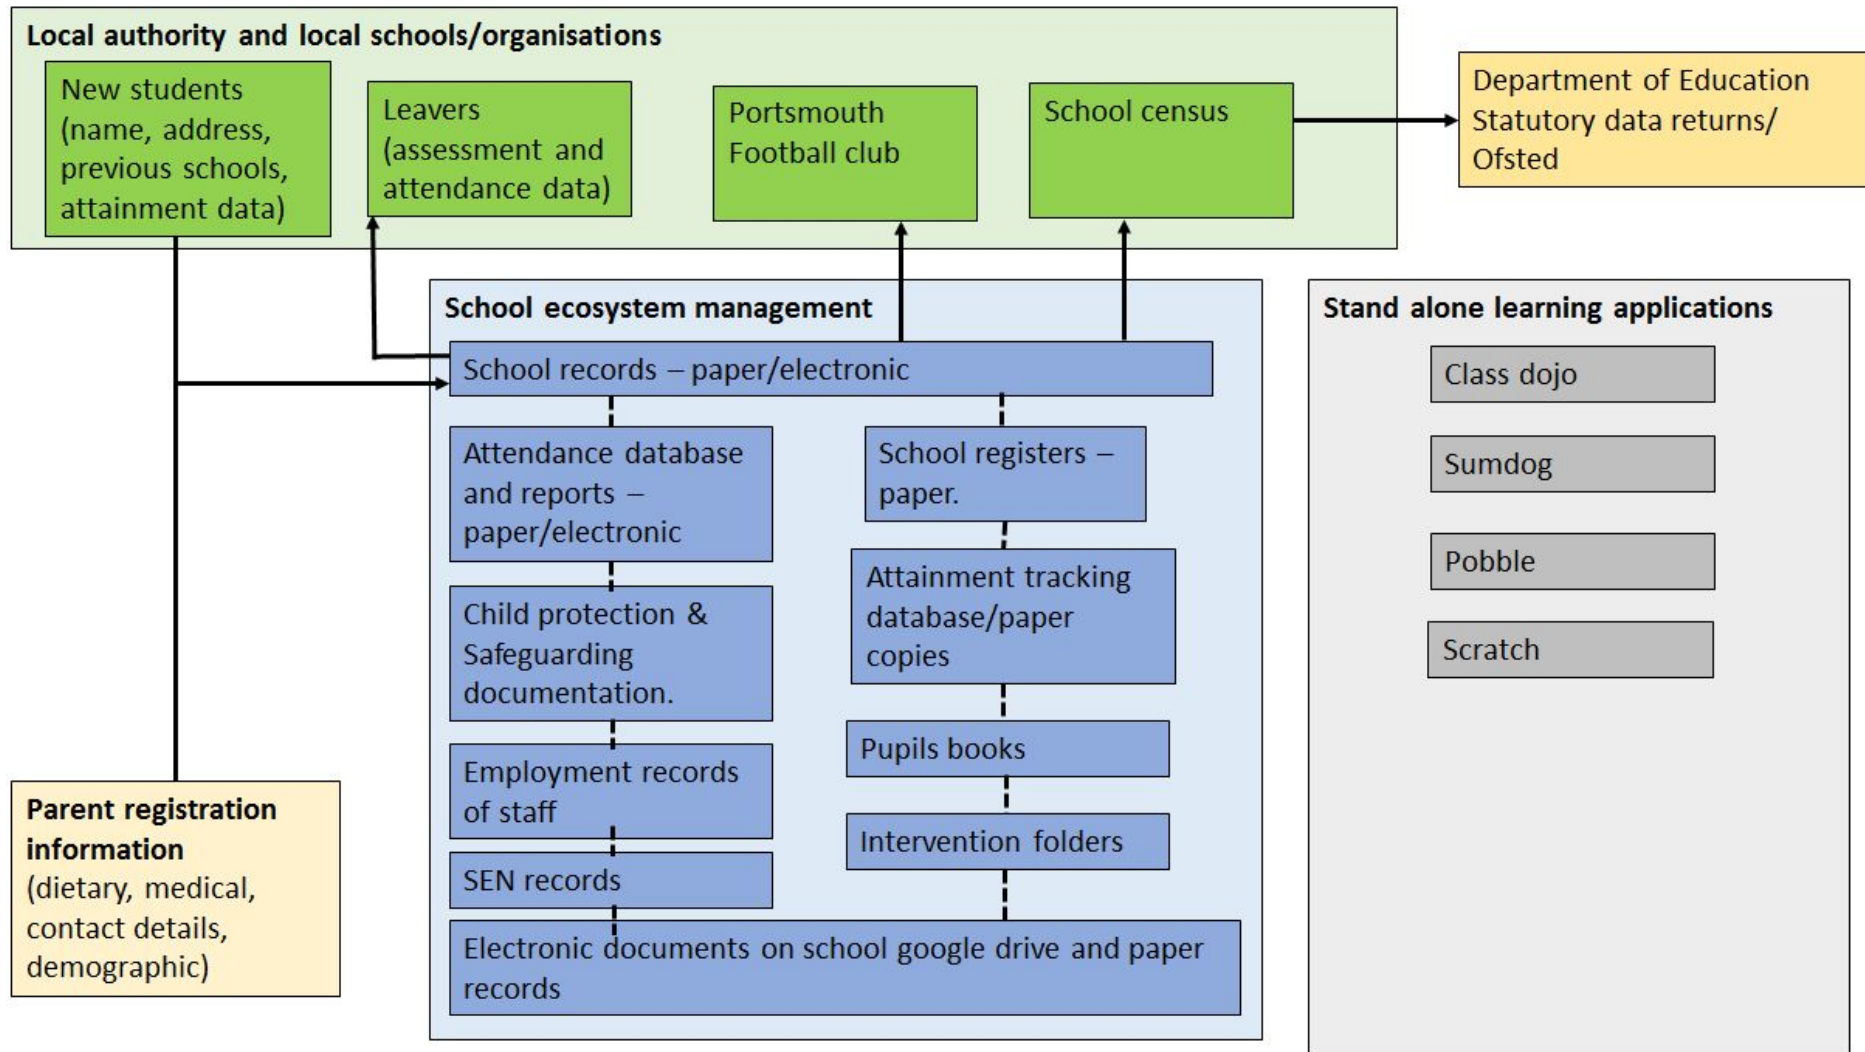 Local authority and local schools/organisations
New students
(name, address,
previous schools,
attainment data)
Leavers
(assessment and
attendance data)
Portsmouth
Football club
School census
Department of Education
Statutory data returns/
Ofsted
School ecosystem management
School records – paper/electronic
Attendance database
and reports –
paper/electronic
Child protection &
Safeguarding
documentation.
Employment records
of staff
SEN records
School registers –
paper.
Attainment tracking
database/paper
copies
Pupils books
Intervention folders
Electronic documents on school google drive and paper
records
Stand alone learning applications
Class dojo
Sumdog
Pobble
Scratch
Parent registration
information
(dietary, medical,
contact details,
demographic)